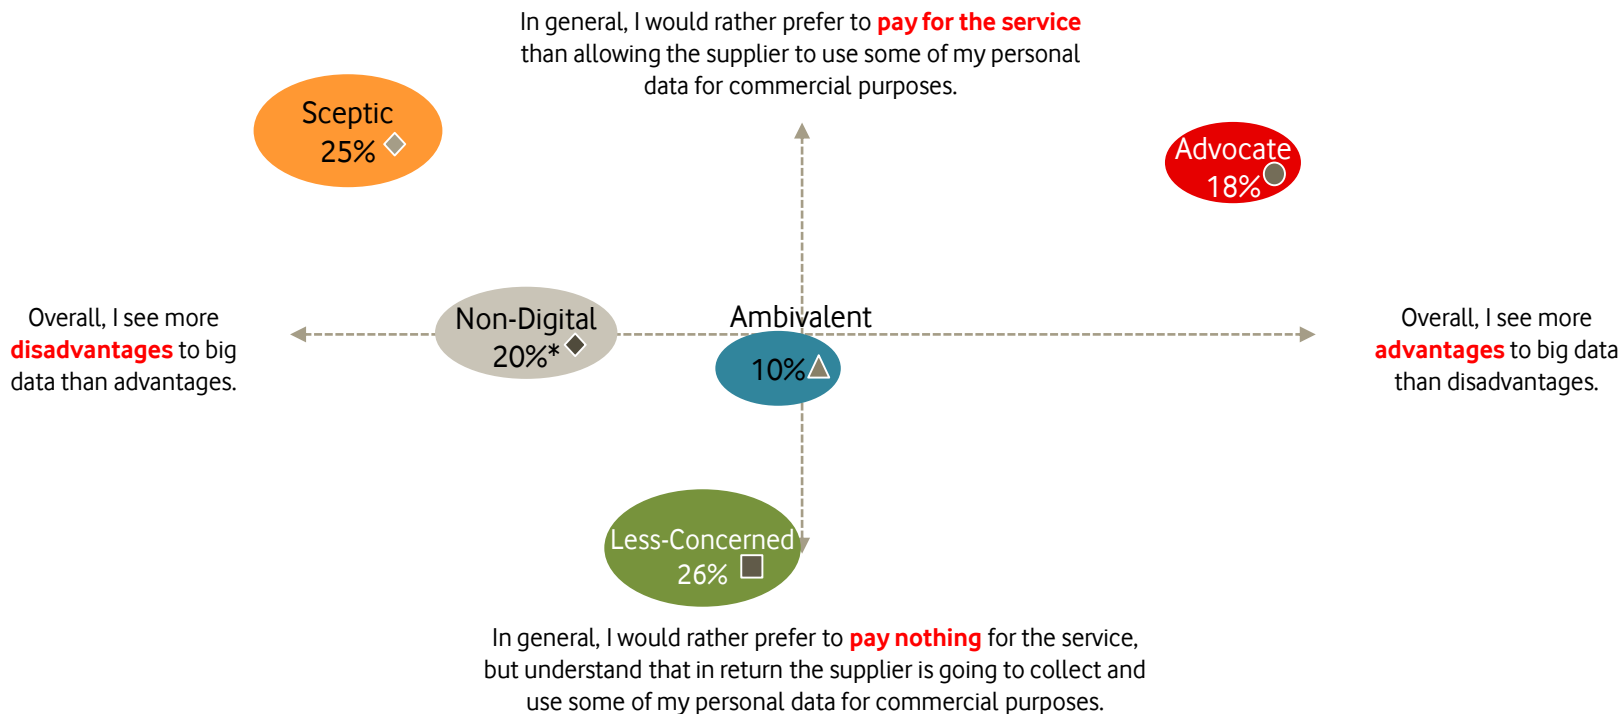 In general, I would rather prefer to pay for the service
than allowing the supplier to use some of my personal
data for commercial purposes.
Sceptic
25%
Advocate
18%
Overall, I see more
disadvantages to big
data than advantages.
Non-Digital
20%*
Ambivalent
10%
Overall, I see more
advantages to big data
than disadvantages.
Less-Concerned
26%
In general, I would rather prefer to pay nothing for the service,
but understand that in return the supplier is going to collect and
use some of my personal data for commercial purposes.